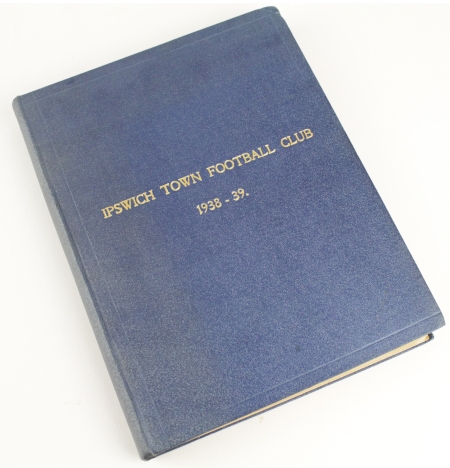 IPSWICH TOWN FOOTBALL CLUB
1938 - 39.